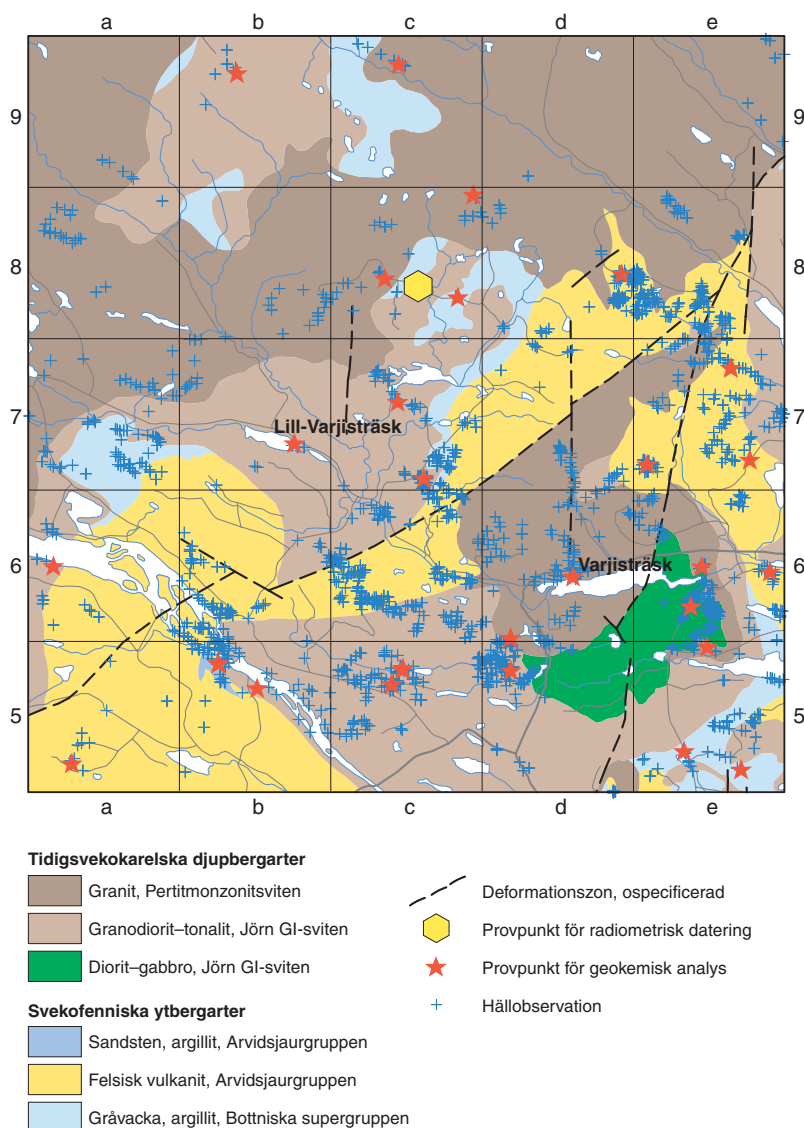 a b c d e
9 9
8 8
7 7
Lill-Varjisträsk
6 6
Varjisträsk
5 5
a b c d e
Tidigsvekokarelska djupbergarter
Granit, Pertitmonzonitsviten
Granodiorit–tonalit, Jörn GI-sviten
Diorit–gabbro, Jörn GI-sviten
Svekofenniska ytbergarter
Sandsten, argillit, Arvidsjaurgruppen
Felsisk vulkanit, Arvidsjaurgruppen
Gråvacka, argillit, Bottniska supergruppen
Deformationszon, ospecificerad
Provpunkt för radiometrisk datering
Provpunkt för geokemisk analys
Hällobservation